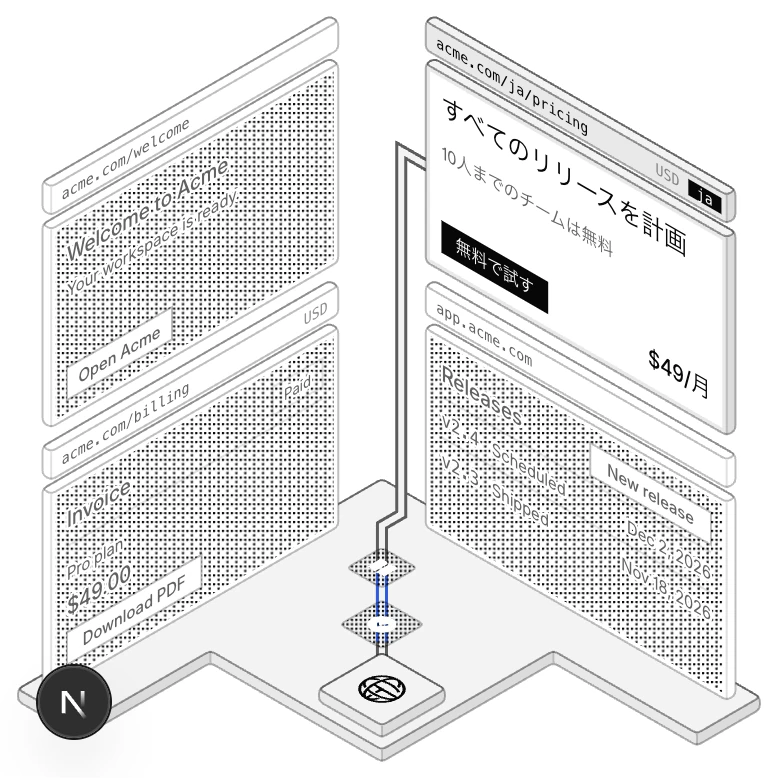 acme.com/welcome
Welcome to Acme
Your workspace is ready.
Open Acme
USD
acme.com/billing
Paid
Invoice
Pro plan
$49.00
Download PDF
acme.com/ja/pricing
USD
ja
すべてのリリースを計画
10人までのチームは無料
無料で試す
$49/月
app.acme.com
Releases
New release
v2.4 Scheduled
Dec 2, 2026
v2.3 Shipped
Nov 18, 2026
N